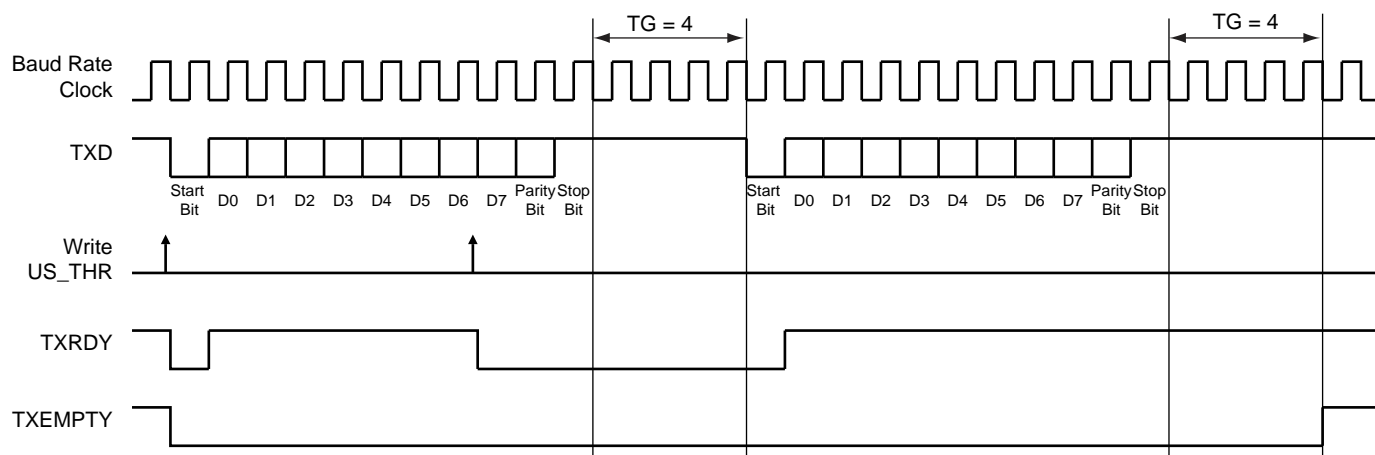 TG = 4
TG = 4
Baud Rate
Clock
TXD
Start
Bit
D0 D1 D2 D3 D4 D5 D6 D7
Parity
Bit
Stop
Bit
Start
Bit
D0 D1 D2 D3 D4 D5 D6 D7
Parity
Bit
Stop
Bit
Write
US_THR
TXRDY
TXEMPTY